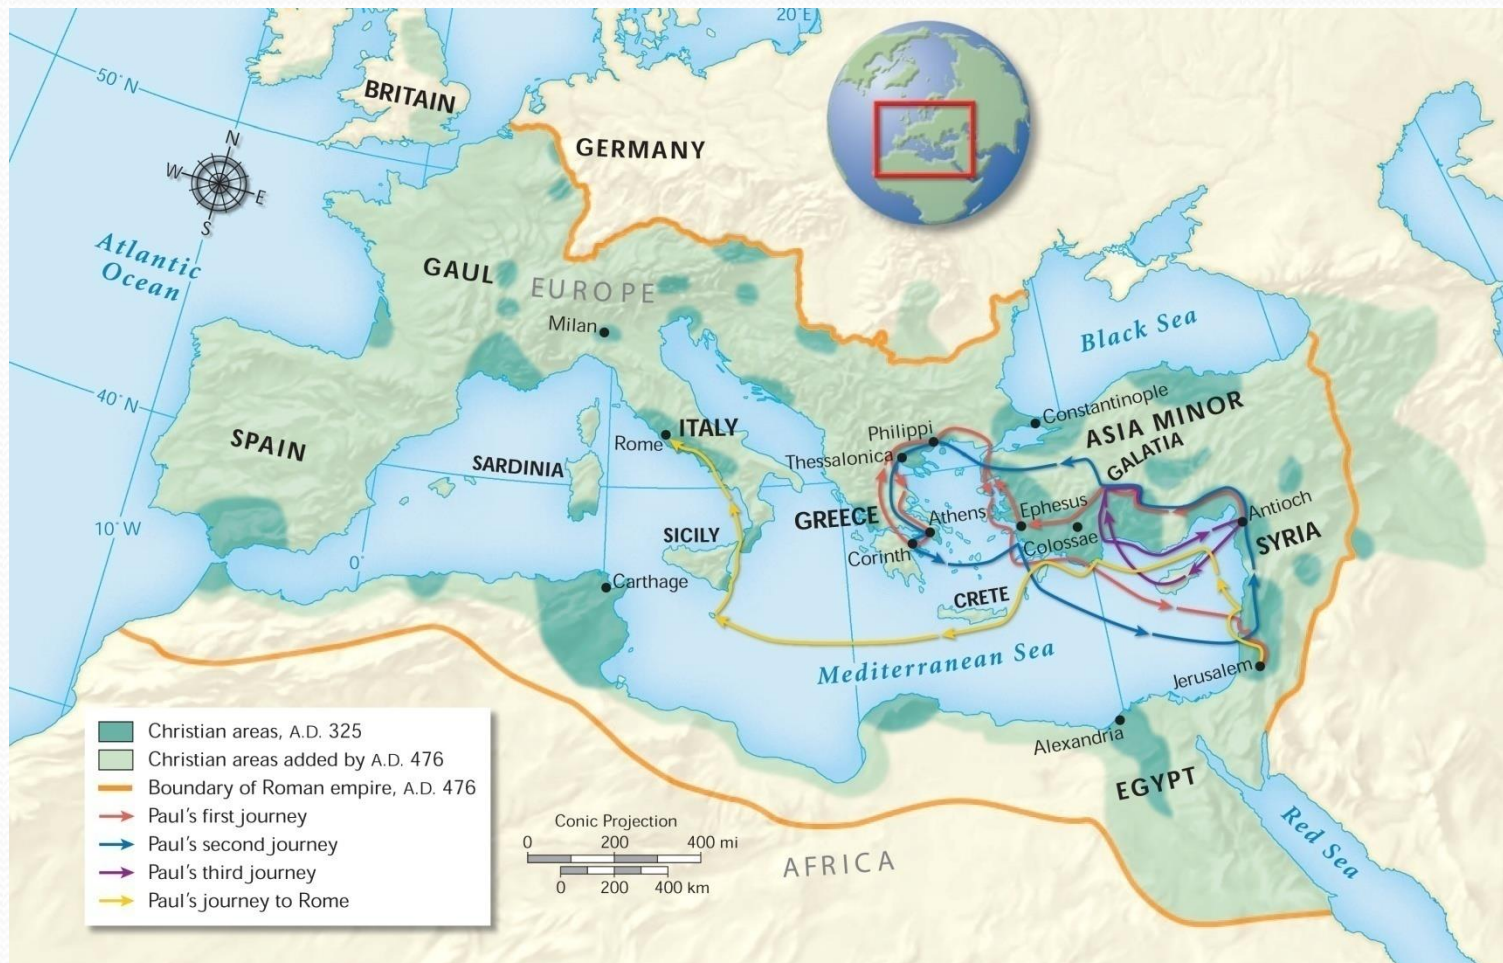 20°E
50°N
BRITAIN
N
W
E
S
GERMANY
Atlantic
Ocean
GAUL
EUROPE
Milan
Black Sea
40°N
Constantinople
ASIA MINOR
GALATIA
SPAIN
ITALY
Rome
Philippi
Thessalonica
SARDINIA
GREECE
Athens
Ephesus
Antioch
10°W
0°
SICILY
Corinth
Colossae
SYRIA
Carthage
CRETE
Mediterranean Sea
Jerusalem
Alexandria
EGYPT
Red Sea
AFRICA
Christian areas, A.D. 325
Christian areas added by A.D. 476
Boundary of Roman empire, A.D. 476
Paul's first journey
Paul's second journey
Paul's third journey
Paul's journey to Rome
Conic Projection
0 200 400 mi
0 200 400 km